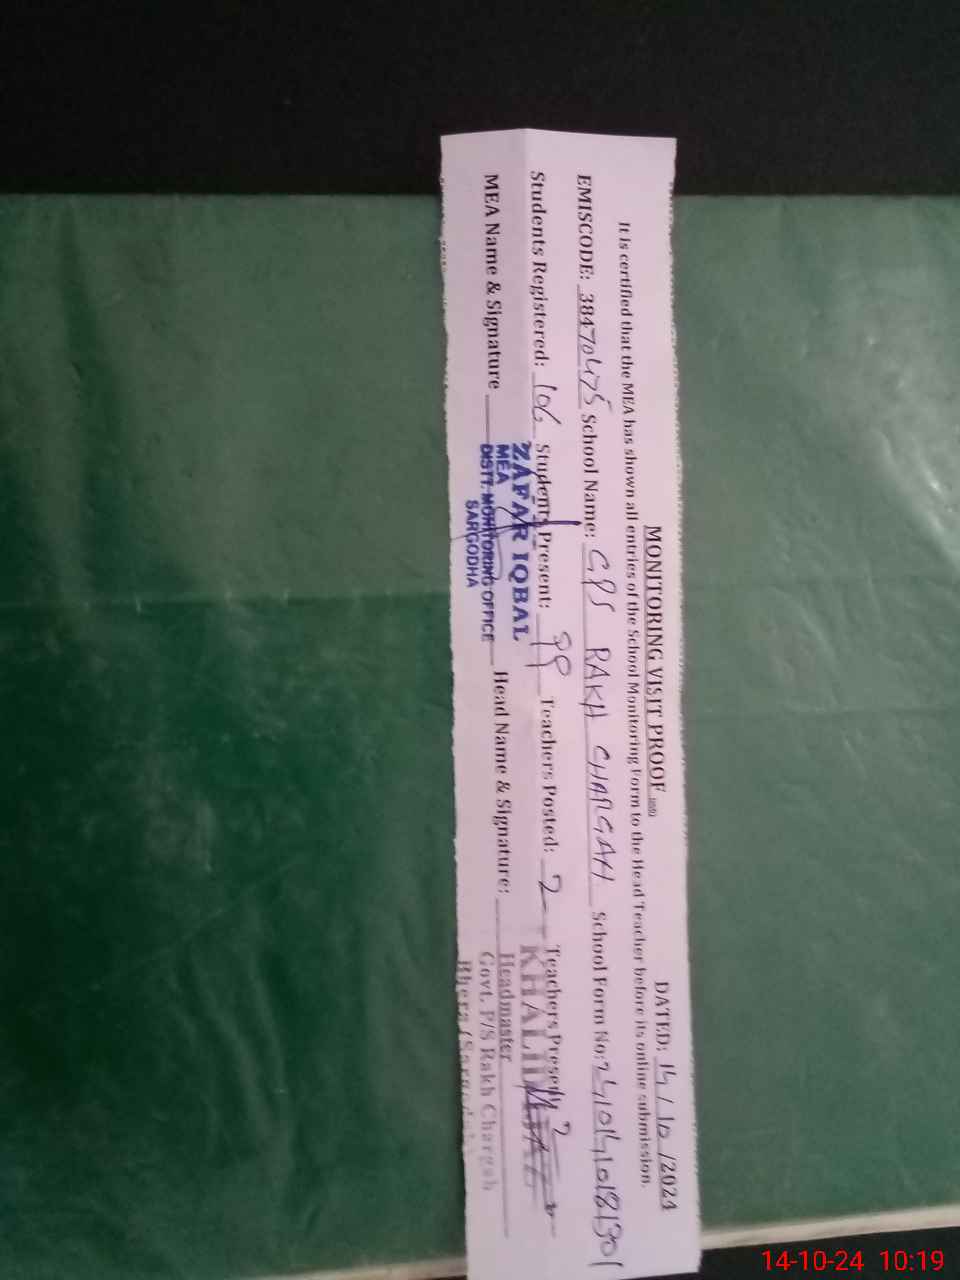 MONITORING VISIT PROOF DATED: 14/10/2024
It is certified that the MEA has shown all entries of the School Monitoring Form to the Head Teacher before its online submission.
EMISCODE: 38470475 School Name: GPS RAKH CHARGAH School Form No:
Students Registered: 106 Students Present: 99 Teachers Posted: 2 Teachers Present 2
MEA Name & Signature Head Name & Signature:
ZAFAR IQBAL
MEA
DISTT. MONITORING OFFICE
SARGODHA
KHALID
Headmaster
Govt. P/S Rakh Chargah
Bhera
14-10-24 10:19